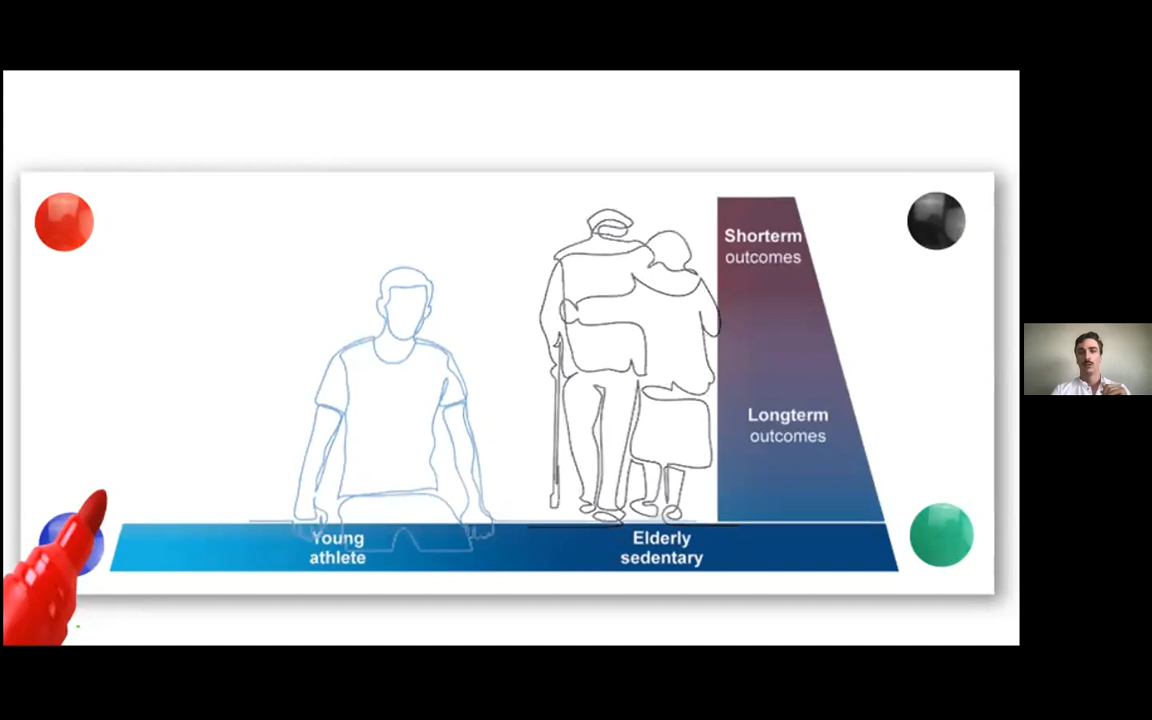 Shorterm
outcomes
Longterm
outcomes
Young
athlete
Elderly
sedentary